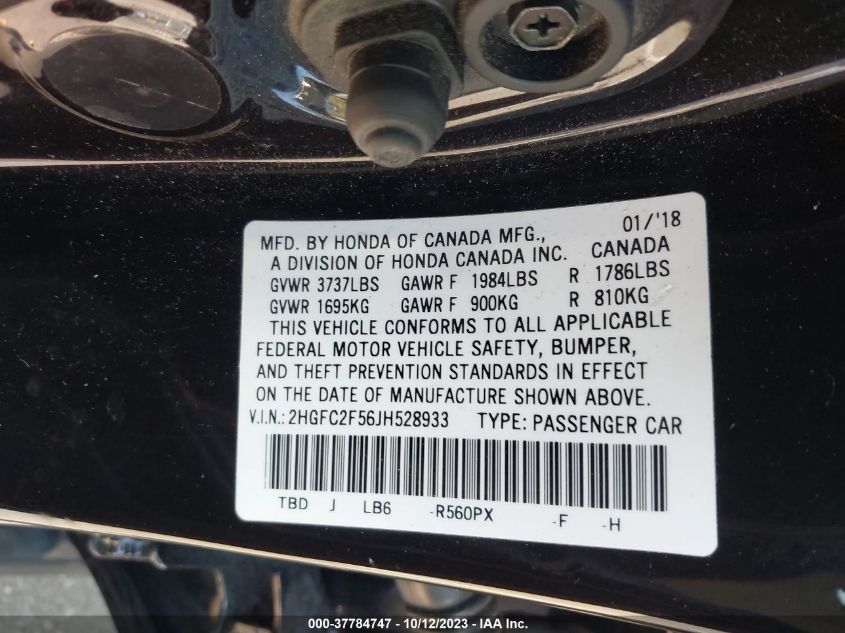 01/'18
MFD. BY HONDA OF CANADA MFG.,
A DIVISION OF HONDA CANADA INC. CANADA
GVWR 3737LBS GAWR F 1984LBS R 1786LBS
GVWR 1695KG GAWR F 900KG R 810KG
THIS VEHICLE CONFORMS TO ALL APPLICABLE
FEDERAL MOTOR VEHICLE SAFETY, BUMPER,
AND THEFT PREVENTION STANDARDS IN EFFECT
ON THE DATE OF MANUFACTURE SHOWN ABOVE.
V.I.N.: 2HGFC2F56JH528933 TYPE: PASSENGER CAR
TBD J LB6 -R560PX -F -H
000-37784747 - 10/12/2023 - IAA Inc.